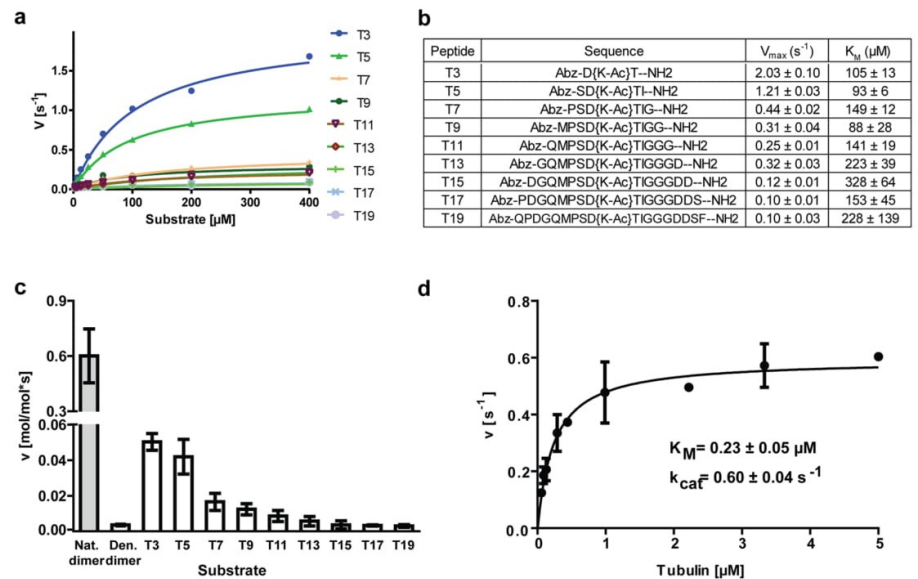 a
V [s⁻¹]
1.5
1.0
0.5
0.0
0 100 200 300 400
Substrate [µM]
T3
T5
T7
T9
T11
T13
T15
T17
T19
b
Peptide Sequence Vmax (s⁻¹) KM (µM)
T3 Abz-D{K-Ac}T--NH2 2.03 ± 0.10 105 ± 13
T5 Abz-SD{K-Ac}TI--NH2 1.21 ± 0.03 93 ± 6
T7 Abz-PSD{K-Ac}TIG--NH2 0.44 ± 0.02 149 ± 12
T9 Abz-MPSD{K-Ac}TIGG--NH2 0.31 ± 0.04 88 ± 28
T11 Abz-QMPSD{K-Ac}TIGGG--NH2 0.25 ± 0.01 141 ± 19
T13 Abz-GQMPSD{K-Ac}TIGGGD--NH2 0.32 ± 0.03 223 ± 39
T15 Abz-DGQMPSD{K-Ac}TIGGGDD--NH2 0.12 ± 0.01 328 ± 64
T17 Abz-PDGQMPSD{K-Ac}TIGGGDDS--NH2 0.10 ± 0.01 153 ± 45
T19 Abz-QPDGQMPSD{K-Ac}TIGGGDDSF--NH2 0.10 ± 0.03 228 ± 139
c
v [mol/mol*s]
0.9
0.6
0.3
0.06
0.04
0.02
0.00
Nat. dimer Den. dimer T3 T5 T7 T9 T11 T13 T15 T17 T19
Substrate
d
v [s⁻¹]
0.8
0.6
0.4
0.2
0.0
KM= 0.23 ± 0.05 µM
kcat= 0.60 ± 0.04 s⁻¹
0 1 2 3 4 5
Tubulin [µM]